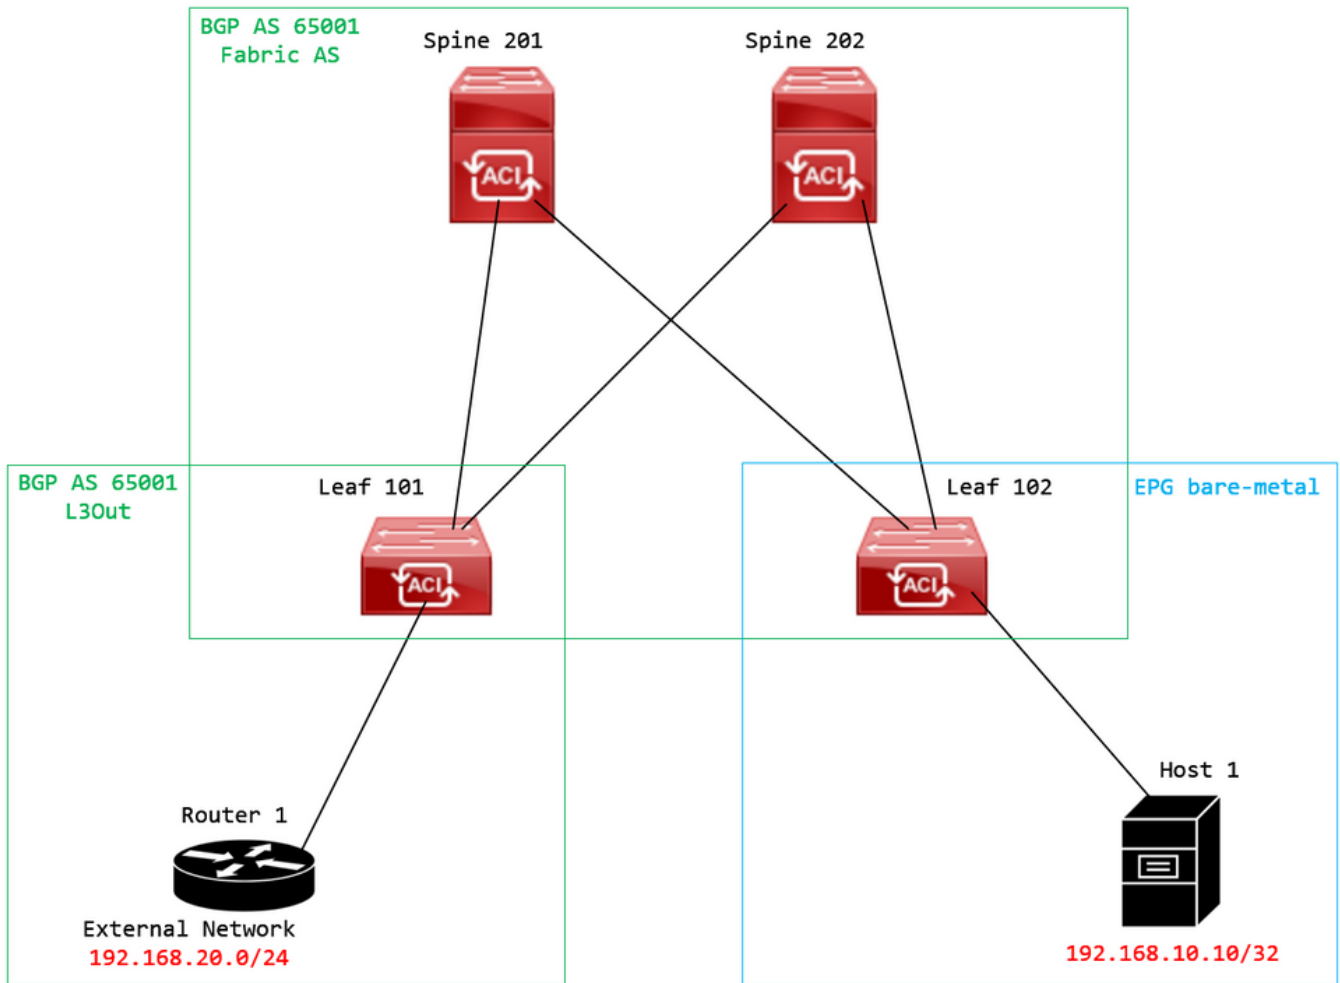 BGP AS 65001
Fabric AS
Spine 201
Spine 202
ACI
ACI
BGP AS 65001
L3Out
Leaf 101
Leaf 102
EPG bare-metal
ACI
ACI
Host 1
Router 1
External Network
192.168.20.0/24
192.168.10.10/32